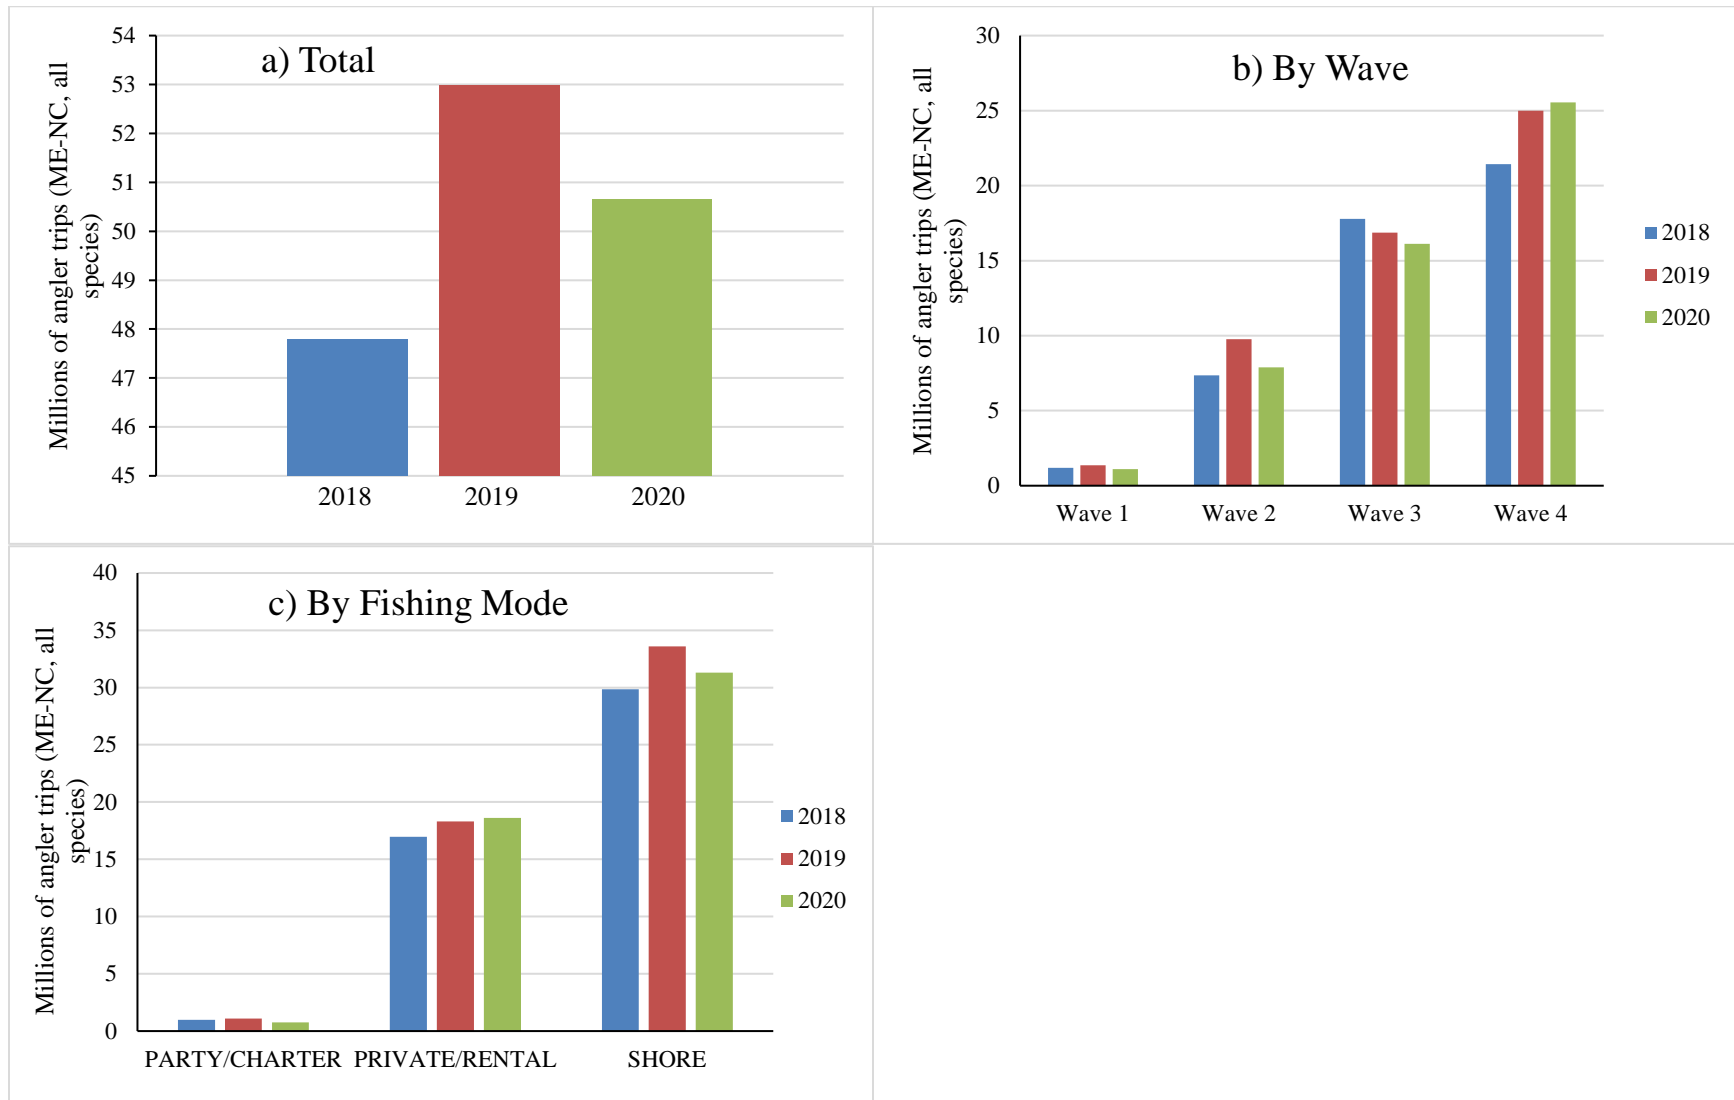 a) Total
Millions of angler trips (ME-NC, all
species)
54
53
52
51
50
49
48
47
46
45
2018
2019
2020
b) By Wave
Millions of angler trips (ME-NC, all
species)
30
25
20
15
10
5
0
Wave 1
Wave 2
Wave 3
Wave 4
2018
2019
2020
c) By Fishing Mode
Millions of angler trips (ME-NC, all
species)
40
35
30
25
20
15
10
5
0
PARTY/CHARTER
PRIVATE/RENTAL
SHORE
2018
2019
2020